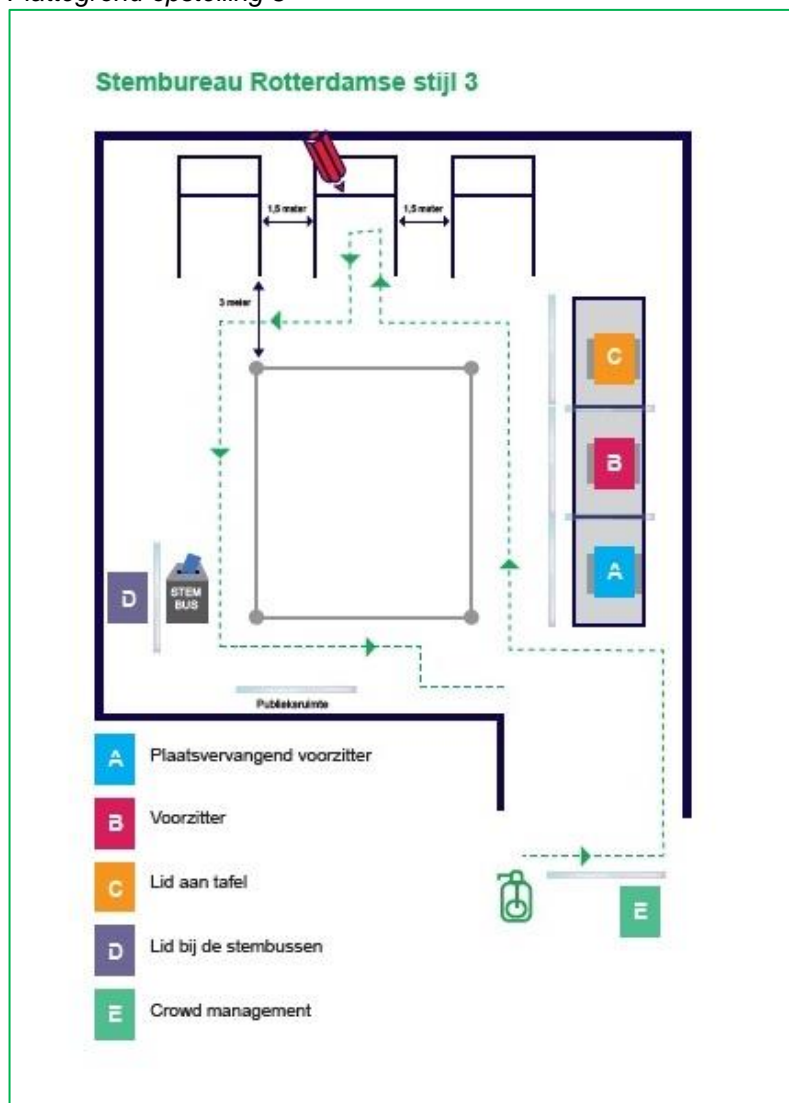 Stembureau Rotterdamse stijl 3
1,5 meter
1,5 meter
3 meter
C
B
A
D
STEM
BUS
Publieksruimte
A Plaatsvervangend voorzitter
B Voorzitter
C Lid aan tafel
D Lid bij de stembussen
E Crowd management
E